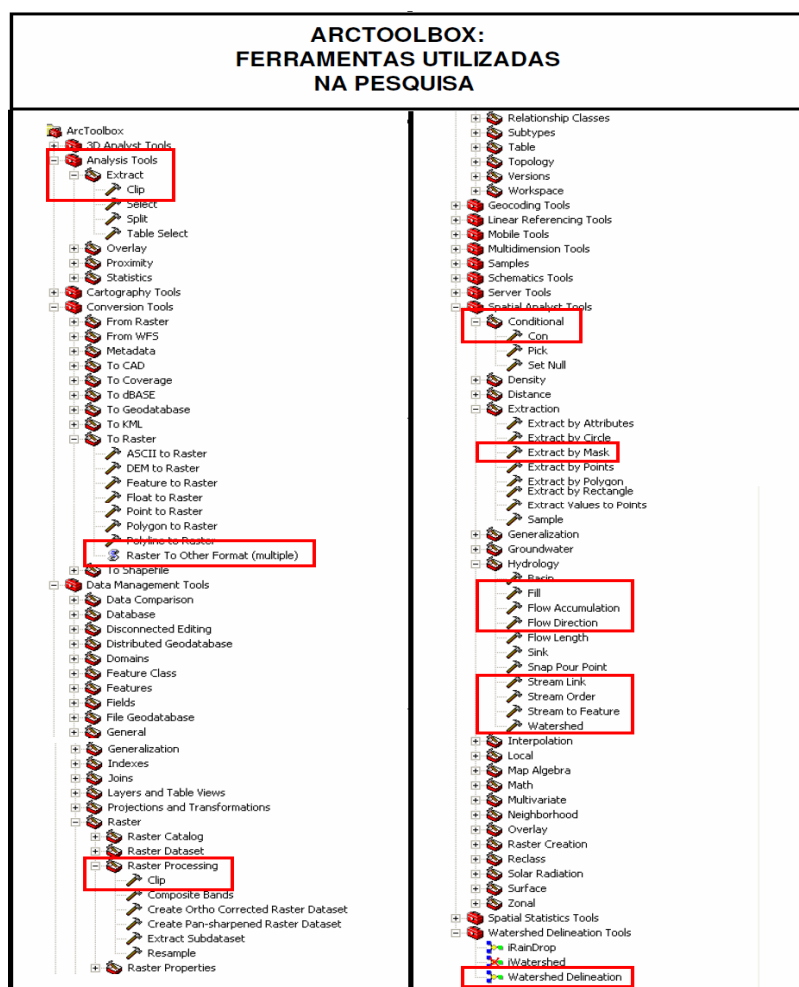 ARCTOOLBOX:
FERRAMENTAS UTILIZADAS
NA PESQUISA
ArcToolbox
3D Analyst Tools
Analysis Tools
Extract
Clip
Select
Split
Table Select
Overlay
Proximity
Statistics
Cartography Tools
Conversion Tools
From Raster
From WFS
Metadata
To CAD
To Coverage
To dBASE
To Geodatabase
To KML
To Raster
ASCII to Raster
DEM to Raster
Feature to Raster
Float to Raster
Point to Raster
Polygon to Raster
Polyline to Raster
Raster To Other Format (multiple)
To Shapefile
Data Management Tools
Data Comparison
Database
Disconnected Editing
Distributed Geodatabase
Domains
Feature Class
Features
Fields
File Geodatabase
General
Generalization
Indexes
Joins
Layers and Table Views
Projections and Transformations
Raster
Raster Catalog
Raster Dataset
Raster Processing
Clip
Composite Bands
Create Ortho Corrected Raster Dataset
Create Pan-sharpened Raster Dataset
Extract Subdataset
Resample
Raster Properties
Relationship Classes
Subtypes
Table
Topology
Versions
Workspace
Geocoding Tools
Linear Referencing Tools
Mobile Tools
Multidimension Tools
Samples
Schematics Tools
Server Tools
Spatial Analyst Tools
Conditional
Con
Pick
Set Null
Density
Distance
Extraction
Extract by Attributes
Extract by Circle
Extract by Mask
Extract by Points
Extract by Polygon
Extract by Rectangle
Extract Values to Points
Sample
Generalization
Groundwater
Hydrology
Basin
Fill
Flow Accumulation
Flow Direction
Flow Length
Sink
Snap Pour Point
Stream Link
Stream Order
Stream to Feature
Watershed
Interpolation
Local
Map Algebra
Math
Multivariate
Neighborhood
Overlay
Raster Creation
Reclass
Solar Radiation
Surface
Zonal
Spatial Statistics Tools
Watershed Delineation Tools
iRainDrop
iWatershed
Watershed Delineation